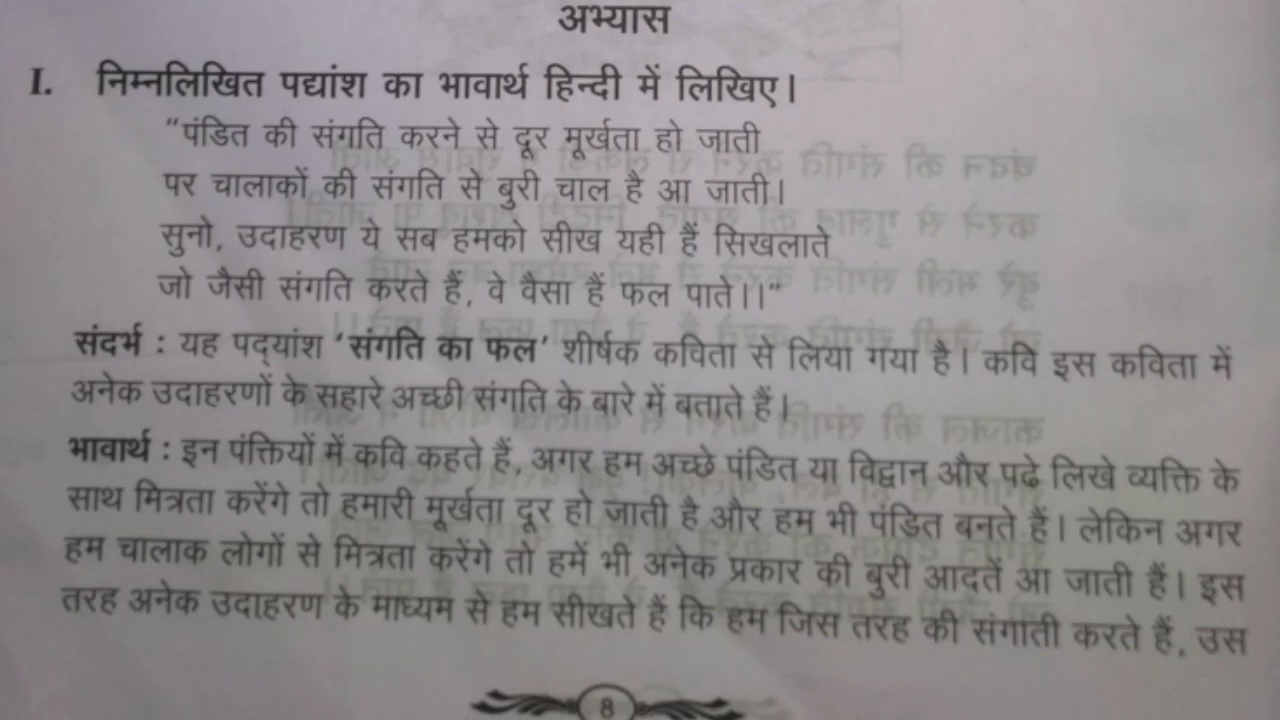 अभ्यास
I. निम्नलिखित पद्यांश का भावार्थ हिन्दी में लिखिए।
"पंडित की संगति करने से दूर मूर्खता हो जाती
पर चालाकों की संगति से बुरी चाल है आ जाती।
सुनो, उदाहरण ये सब हमको सीख यही हैं सिखलाते
जो जैसी संगति करते हैं, वे वैसा हैं फल पाते।।"
संदर्भ : यह पद्‌यांश 'संगति का फल' शीर्षक कविता से लिया गया है। कवि इस कविता में
अनेक उदाहरणों के सहारे अच्छी संगति के बारे में बताते हैं।
भावार्थ : इन पंक्तियों में कवि कहते हैं, अगर हम अच्छे पंडित या विद्वान और पढे लिखे व्यक्ति के
साथ मित्रता करेंगे तो हमारी मूर्खता दूर हो जाती है और हम भी पंडित बनते हैं। लेकिन अगर
हम चालाक लोगों से मित्रता करेंगे तो हमें भी अनेक प्रकार की बुरी आदतें आ जाती हैं। इस
तरह अनेक उदाहरण के माध्यम से हम सीखते हैं कि हम जिस तरह की संगाती करते हैं, उस
8